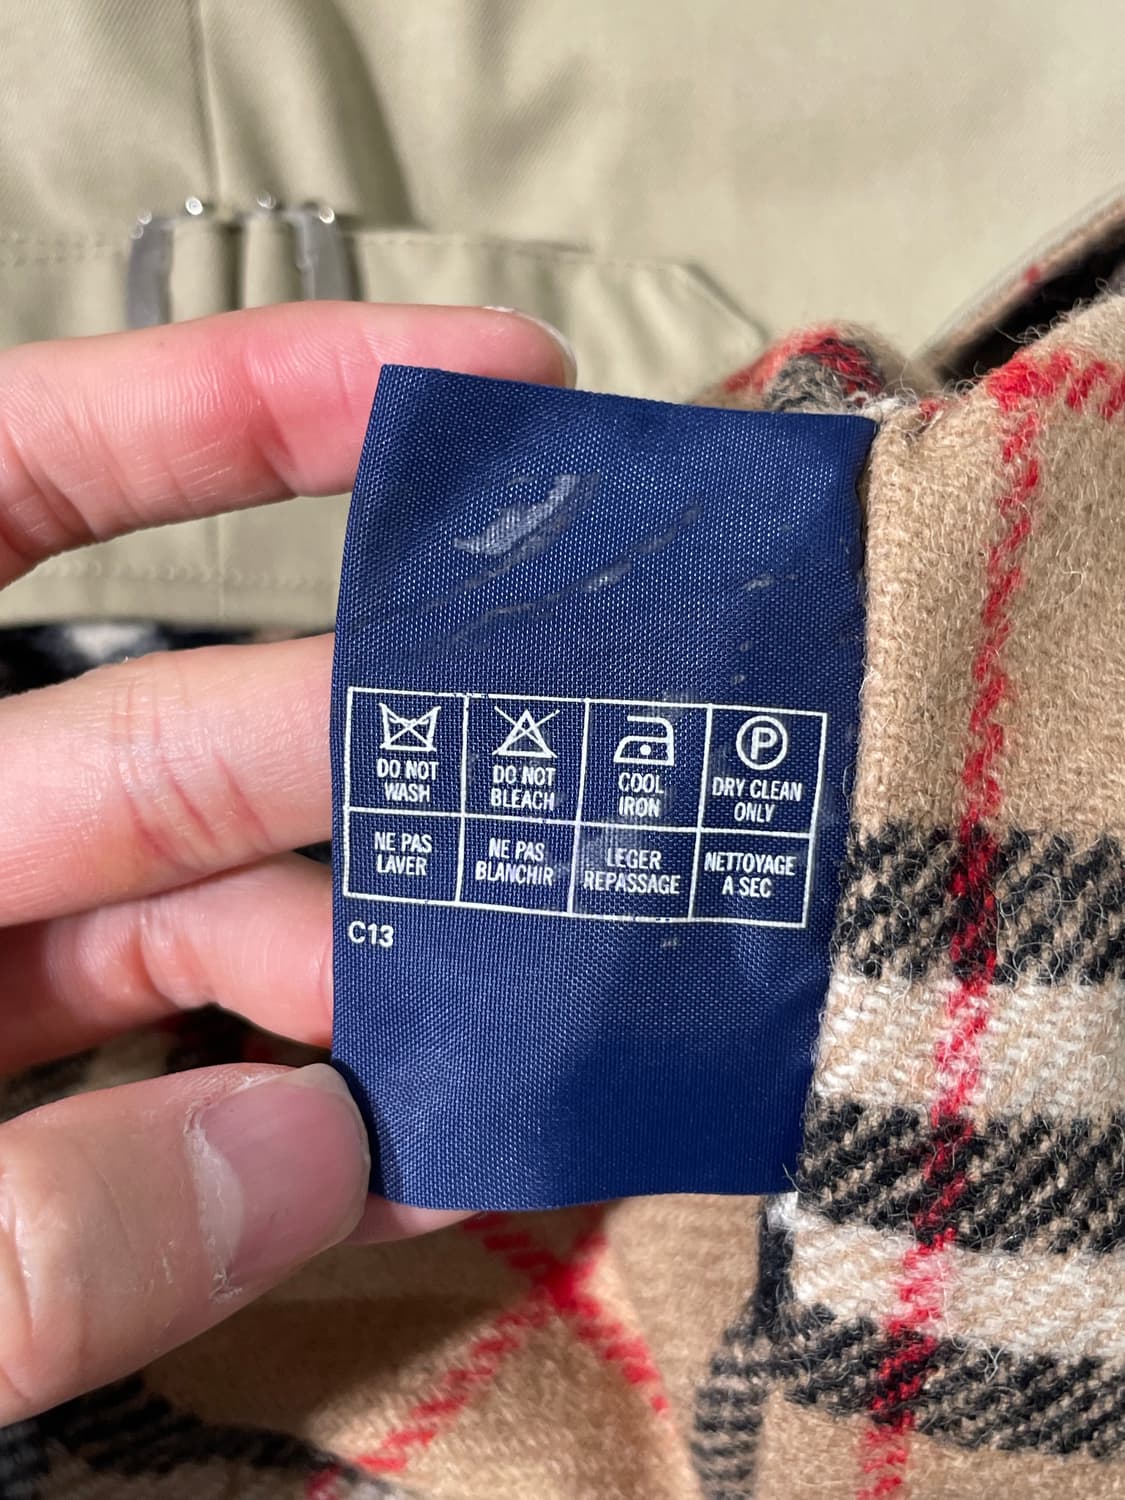 DO NOT
WASH
DO NOT
BLEACH
COOL
IRON
P
DRY CLEAN
ONLY
NE PAS
LAVER
NE PAS
BLANCHIR
LEGER
REPASSAGE
NETTOYAGE
A SEC
C13